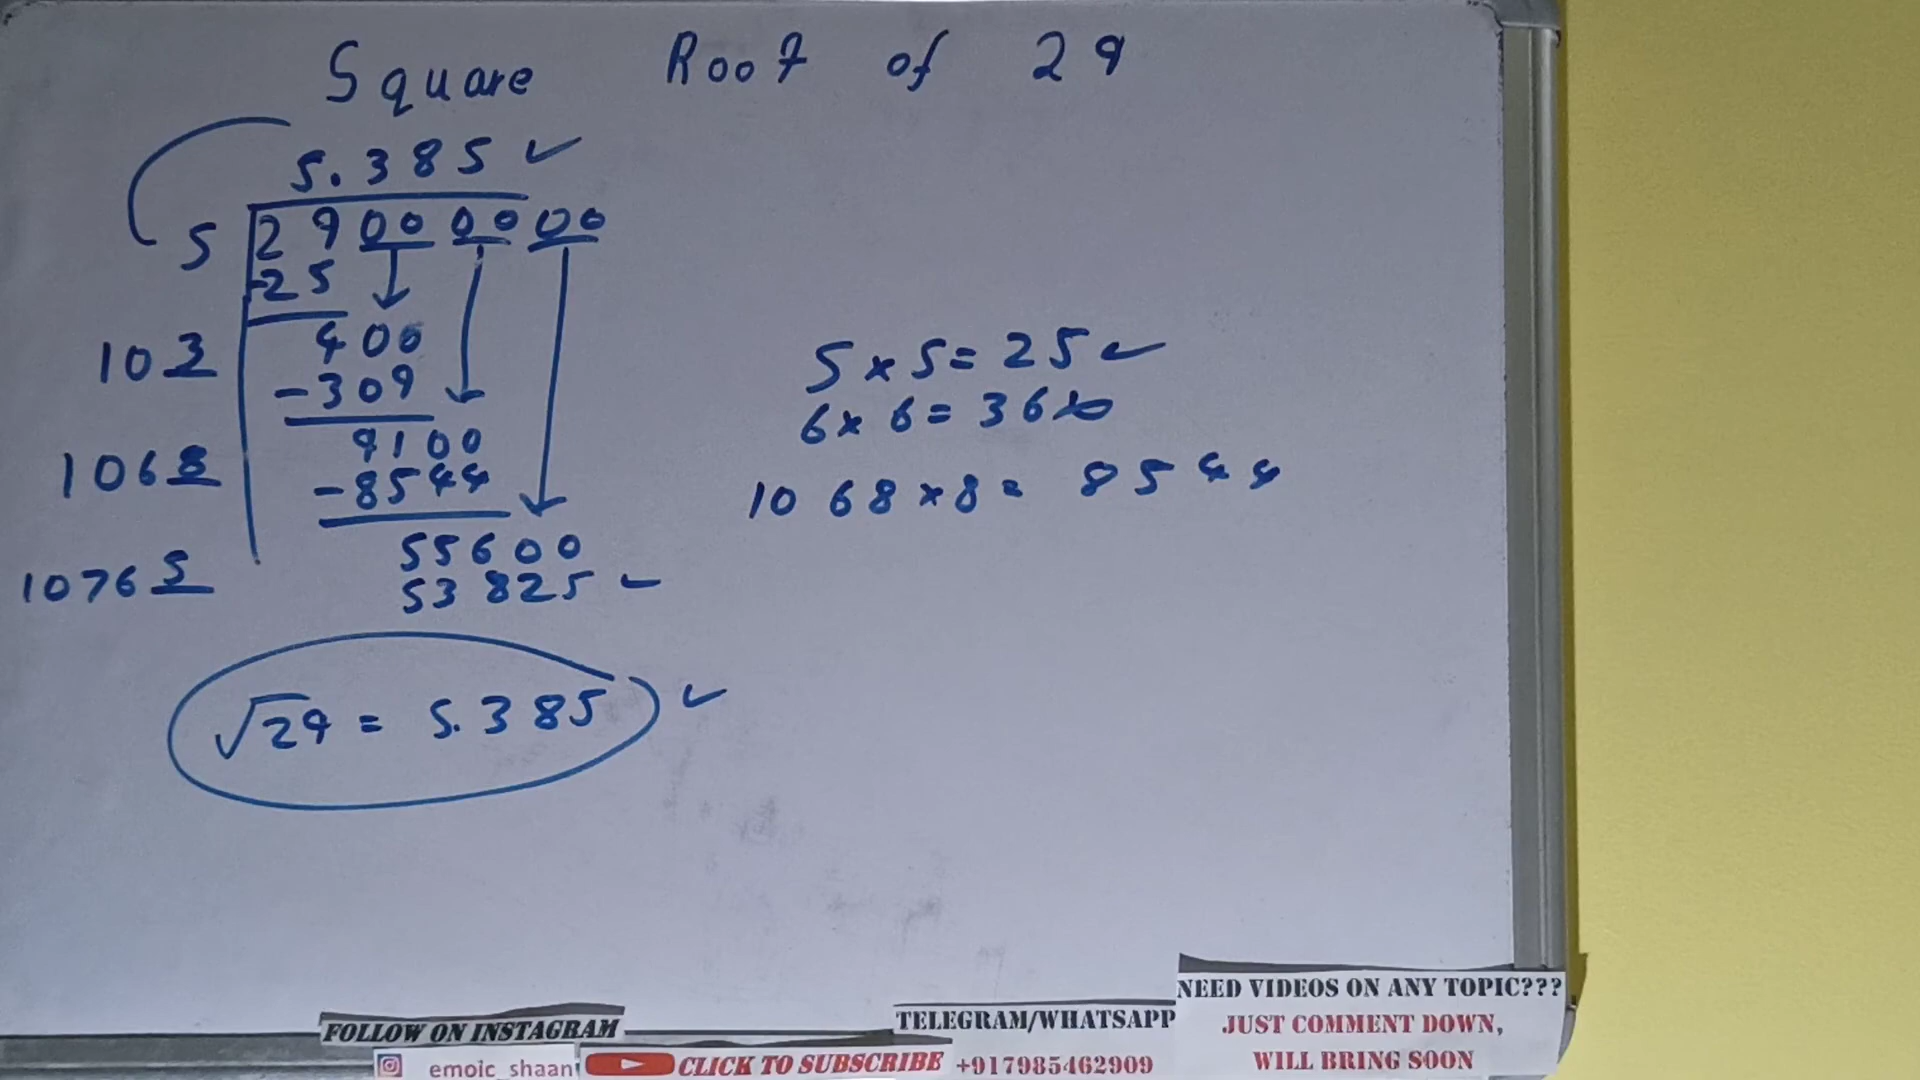 Square Root of 29
5.385 ✓
5 29 00 00 00
-25
103 400
-309
1068 9100
-8544
10765 55600
53825 ✓
√29 = 5.385 ✓
5 × 5 = 25 ✓
6 × 6 = 36 ×
1068 × 8 = 8544
FOLLOW ON INSTAGRAM
emoic_shaan
CLICK TO SUBSCRIBE
TELEGRAM/WHATSAPP
+917985462909
NEED VIDEOS ON ANY TOPIC???
JUST COMMENT DOWN,
WILL BRING SOON